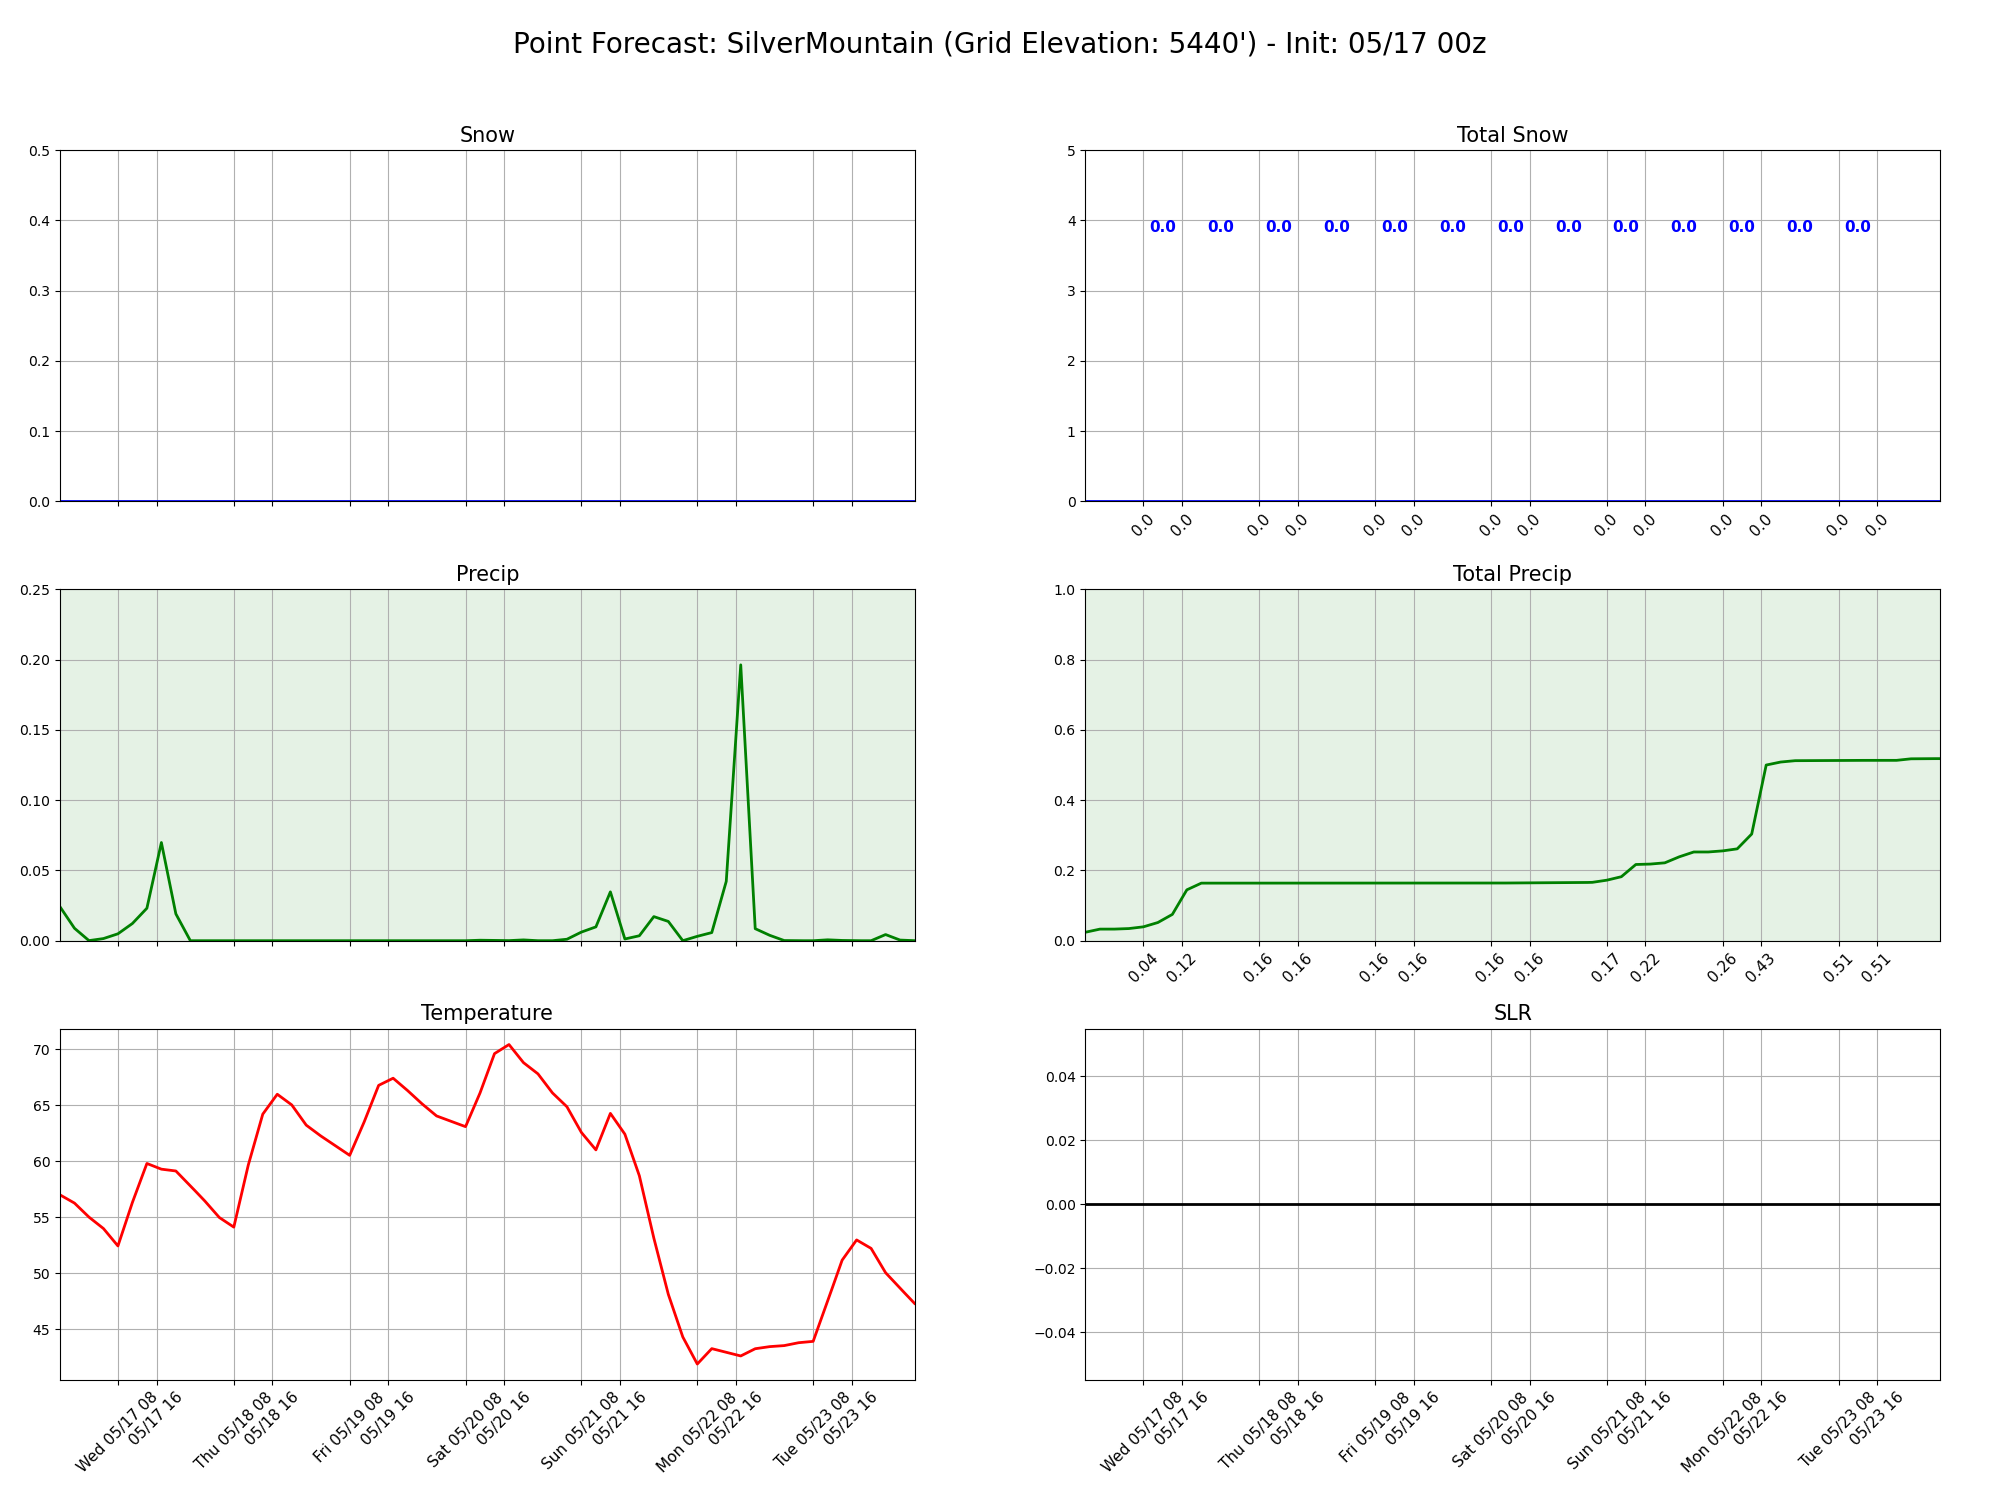 Point Forecast: SilverMountain (Grid Elevation: 5440') - Init: 05/17 00z
Snow
0.5
0.4
0.3
0.2
0.1
0.0
Total Snow
5
4
3
2
1
0
0.0 0.0 0.0 0.0 0.0 0.0 0.0 0.0 0.0 0.0 0.0 0.0 0.0
0.0 0.0 0.0 0.0 0.0 0.0 0.0 0.0 0.0 0.0 0.0 0.0 0.0 0.0
Precip
0.25
0.20
0.15
0.10
0.05
0.00
Total Precip
1.0
0.8
0.6
0.4
0.2
0.0
0.04 0.12 0.16 0.16 0.16 0.16 0.16 0.16 0.17 0.22 0.26 0.43 0.51 0.51
Temperature
70
65
60
55
50
45
Wed 05/17 08
05/17 16
Thu 05/18 08
05/18 16
Fri 05/19 08
05/19 16
Sat 05/20 08
05/20 16
Sun 05/21 08
05/21 16
Mon 05/22 08
05/22 16
Tue 05/23 08
05/23 16
SLR
0.04
0.02
0.00
−0.02
−0.04
Wed 05/17 08
05/17 16
Thu 05/18 08
05/18 16
Fri 05/19 08
05/19 16
Sat 05/20 08
05/20 16
Sun 05/21 08
05/21 16
Mon 05/22 08
05/22 16
Tue 05/23 08
05/23 16